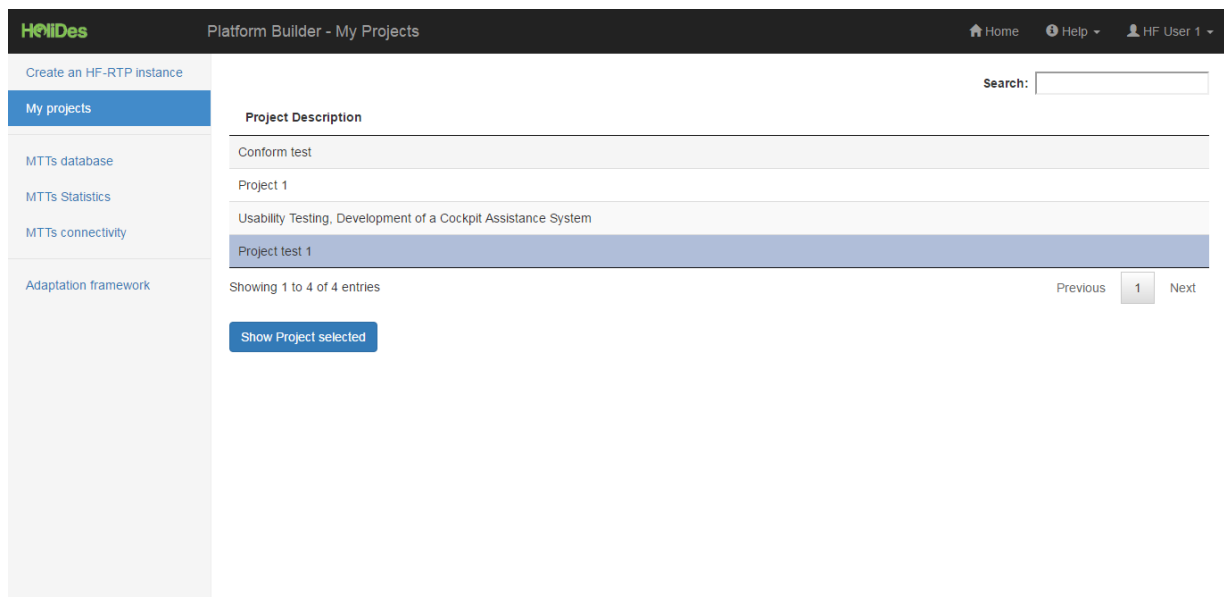 HoliDes Platform Builder - My Projects Home Help HF User 1
Create an HF-RTP instance
My projects
MTTs database
MTTs Statistics
MTTs connectivity
Adaptation framework
Search:
Project Description
Conform test
Project 1
Usability Testing, Development of a Cockpit Assistance System
Project test 1
Showing 1 to 4 of 4 entries Previous 1 Next
Show Project selected